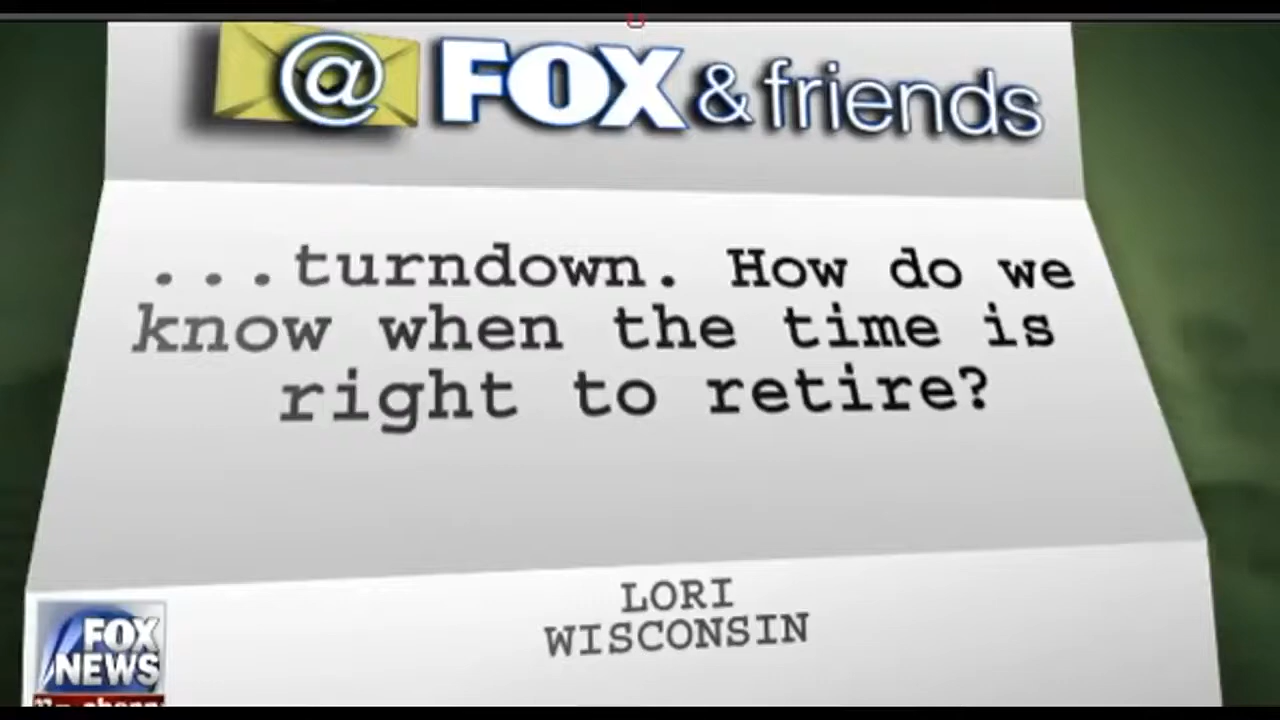 @ FOX & friends
...turndown. How do we
know when the time is
right to retire?
LORI
WISCONSIN
FOX
NEWS